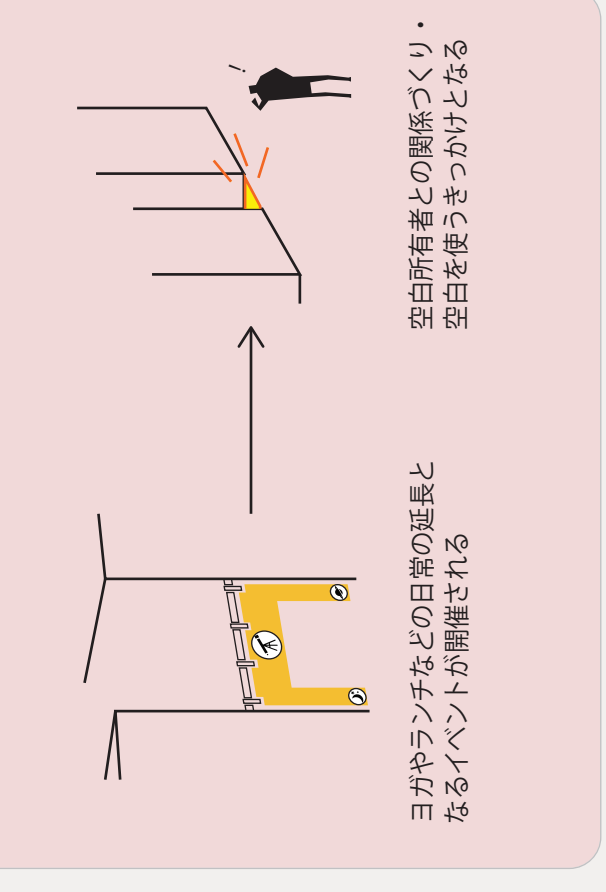 ヨガやランチなどの日常の延長と
なるイベントが開催される
空白所有者との関係づくり・
空白を使うきっかけとなる